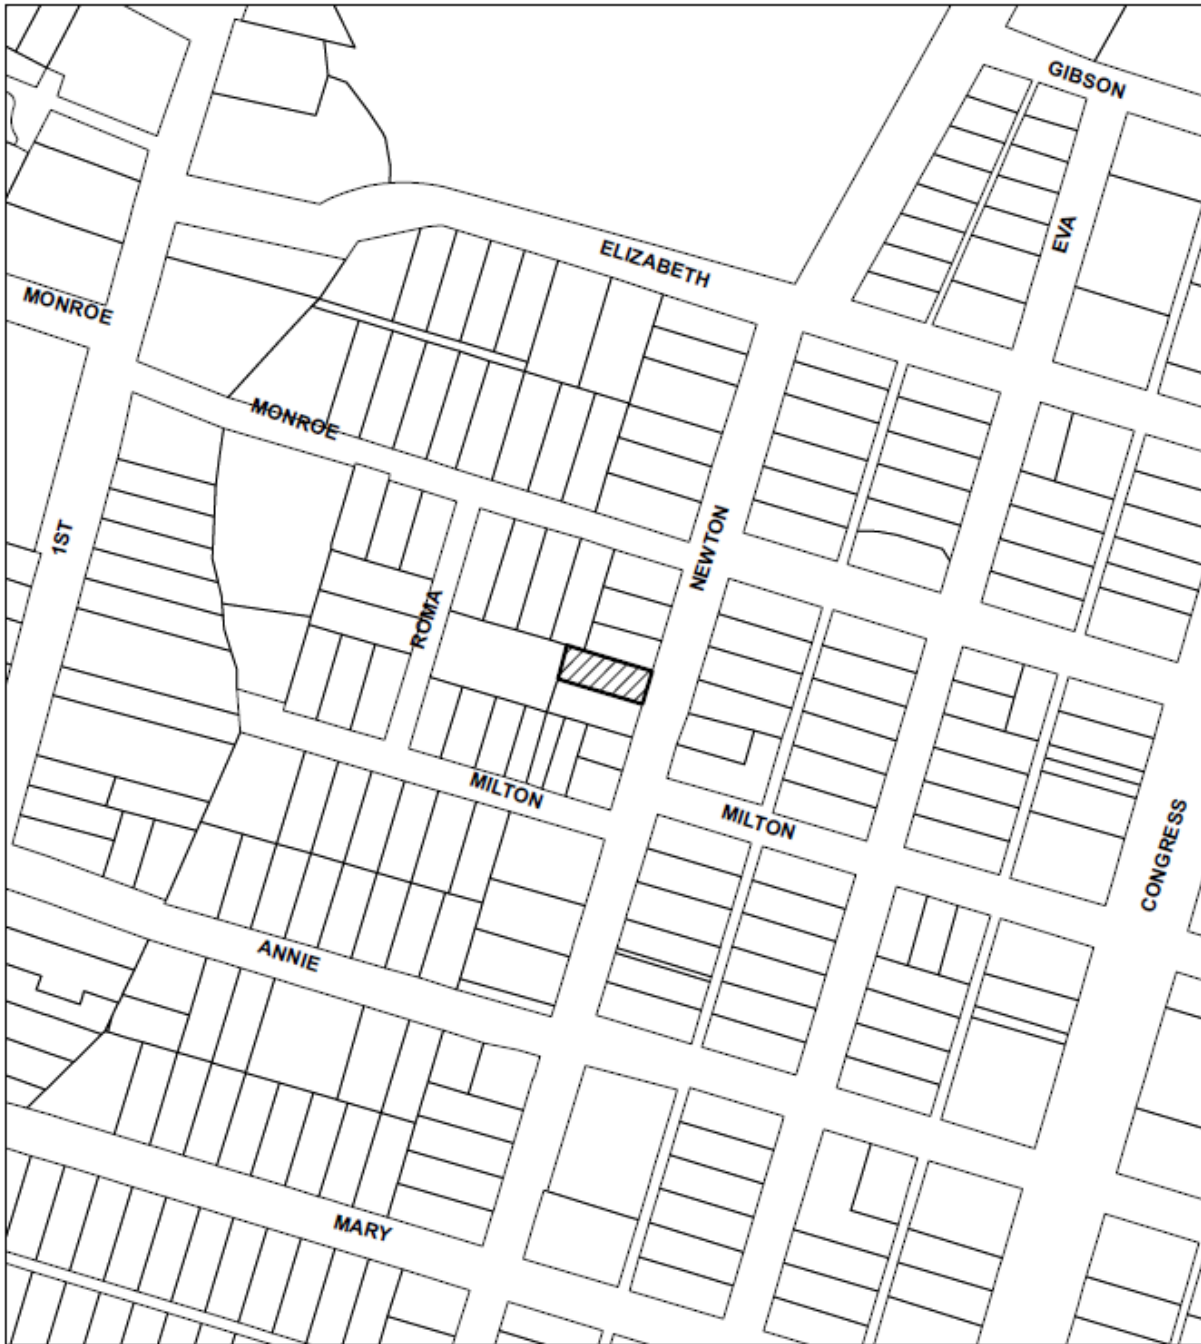 GIBSON
EVA
ELIZABETH
MONROE
MONROE
1ST
NEWTON
ROMA
MILTON
MILTON
CONGRESS
ANNIE
MARY